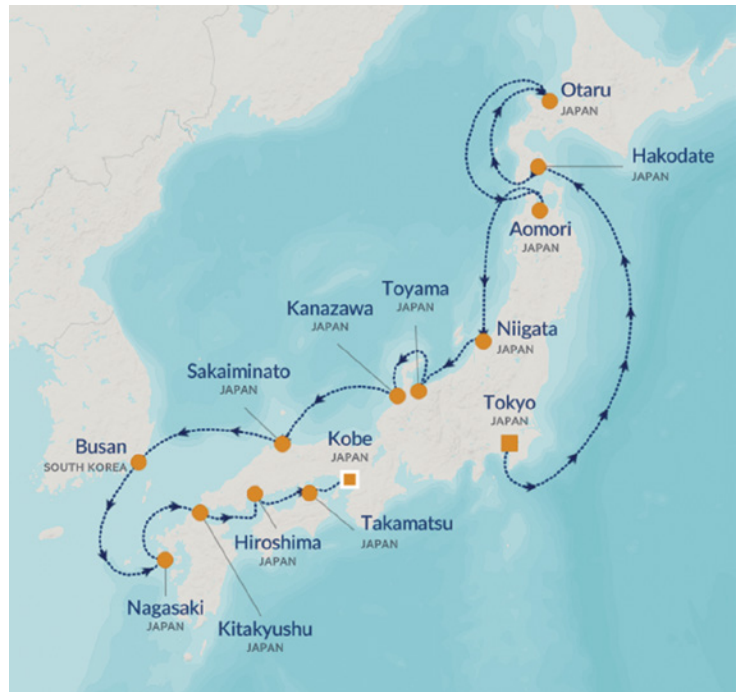 Otaru
JAPAN
Hakodate
JAPAN
Aomori
JAPAN
Toyama
JAPAN
Kanazawa
JAPAN
Niigata
JAPAN
Sakaiminato
JAPAN
Tokyo
JAPAN
Kobe
JAPAN
Busan
SOUTH KOREA
Takamatsu
JAPAN
Hiroshima
JAPAN
Nagasaki
JAPAN
Kitakyushu
JAPAN